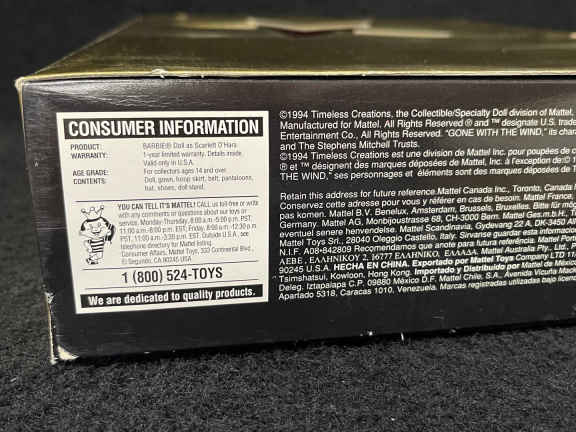 CONSUMER INFORMATION
PRODUCT: BARBIE® Doll as Scarlett O'Hara
WARRANTY: 1-year limited warranty. Details inside.
Valid only in U.S.A.
AGE GRADE: For collectors ages 14 and over.
CONTENTS: Doll, gown, hoop skirt, belt, pantaloons,
hat, shoes, doll stand.
YOU CAN TELL IT'S MATTEL! CALL us toll-free
with any comments or questions about our toys or
service, Monday-Thursday, 8:00 a.m.-5:00 p.m. PST,
11:00 a.m.-8:00 p.m. EST, Friday, 8:00 a.m.-12:30 p.m.
PST, 11:00 a.m.-3:30 p.m. EST. Outside U.S.A., see
telephone directory for Mattel listing.
Consumer Affairs, Mattel Toys, 333 Continental Blvd.,
El Segundo, CA 90245 USA
1 (800) 524-TOYS
We are dedicated to quality products.
©1994 Timeless Creations, the Collectible/Specialty Doll division of Mattel,
Manufactured for Mattel. All Rights Reserved ® and ™ designate U.S. trade
Entertainment Co., All Rights Reserved. "GONE WITH THE WIND," its cha
and The Stephens Mitchell Trusts.
©1994 Timeless Creations est une division de Mattel Inc. pour poupées de c
® et ™ désignent des marques déposées de Mattel, Inc. à l'exception de:©
THE WIND," ses personnages et éléments sont des marques déposées de T
Retain this address for future reference.Mattel Canada Inc., Toronto, Canada
Conservez cette adresse pour vous y référer en cas de besoin. Mattel France,
pas komen. Mattel B.V. Benelux, Amsterdam, Brussels, Bruxelles. Bitte für mög
Germany. Mattel AG, Monbijoustrasse 68, CH-3000 Bern. Mattel Ges.m.b.H., 
eventuel senere henvendelse. Mattel Scandinavia, Gydevang 22 A, DK-3450 Al
Mattel Toys Srl., 28040 Oleggio Castello, Italy. Sirvanse guardar esta informaci
N.I.F. A08•842809 Recomendamos que anote para futura referência. Mattel Port
ΑΕΒΕ, ΕΛΛΗΝΙΚΟΥ 2, 16777 ΕΛΛΗΝΙΚΟ, ΕΛΛΑΔΑ. Mattel Australia Pty.
90245 U.S.A. HECHA EN CHINA. Exportado por Mattel Toys Company LTD 11/
Tsimshatsui, Kowloon, Hong Kong. Importado y Distribuido por Mattel de México
Deleg. Iztapalapa C.P. 09880 México D.F. Mattel Chile, S.A., Avenida Vicuña Mac
Apartado 5318, Caracas 1010, Venezuela. Marcas registradas utilizadas bajo licen